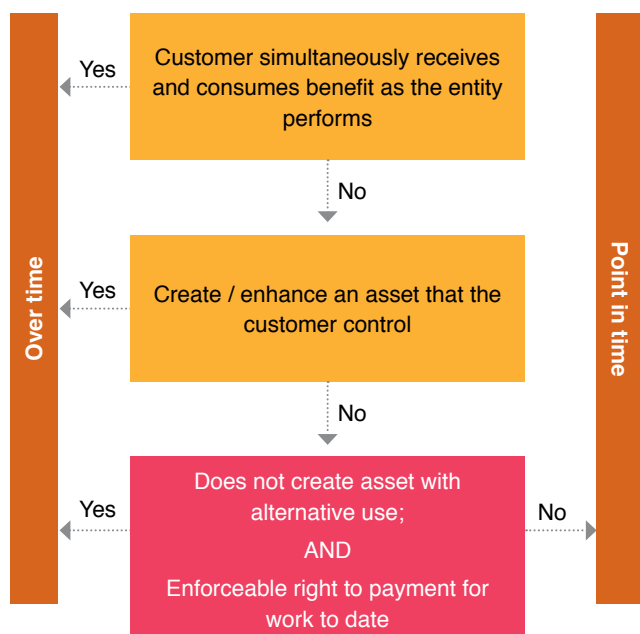 Customer simultaneously receives
and consumes benefit as the entity
performs
Yes
No
Over time
Point in time
Create / enhance an asset that the
customer control
Yes
No
Does not create asset with
alternative use;
AND
Enforceable right to payment for
work to date
Yes
No